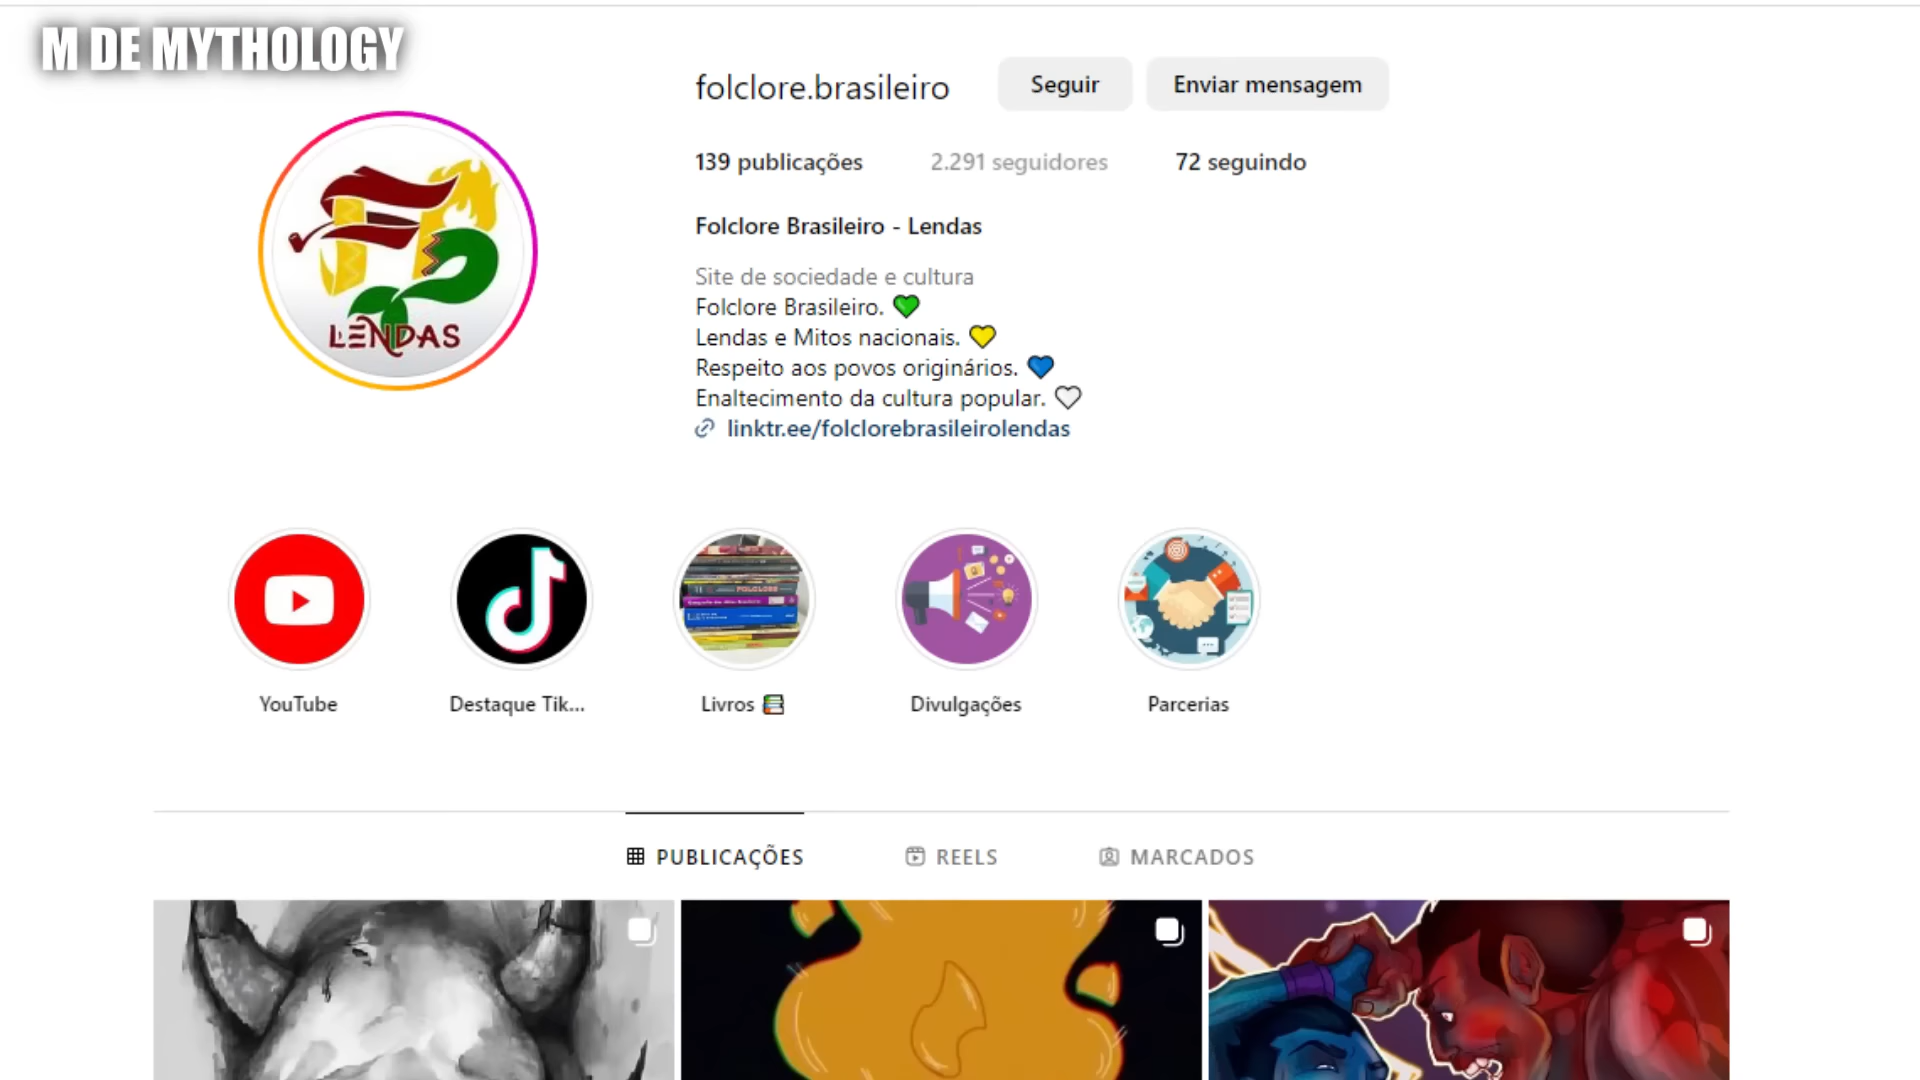 M DE MYTHOLOGY
folclore.brasileiro
Seguir
Enviar mensagem
139 publicações
2.291 seguidores
72 seguindo
Folclore Brasileiro - Lendas
Site de sociedade e cultura
Folclore Brasileiro. 💚
Lendas e Mitos nacionais. 💛
Respeito aos povos originários. 💙
Enaltecimento da cultura popular. 🤍
linktr.ee/folclorebrasileirolendas
LENDAS
YouTube
Destaque Tik...
Livros 📚
Divulgações
Parcerias
PUBLICAÇÕES
REELS
MARCADOS